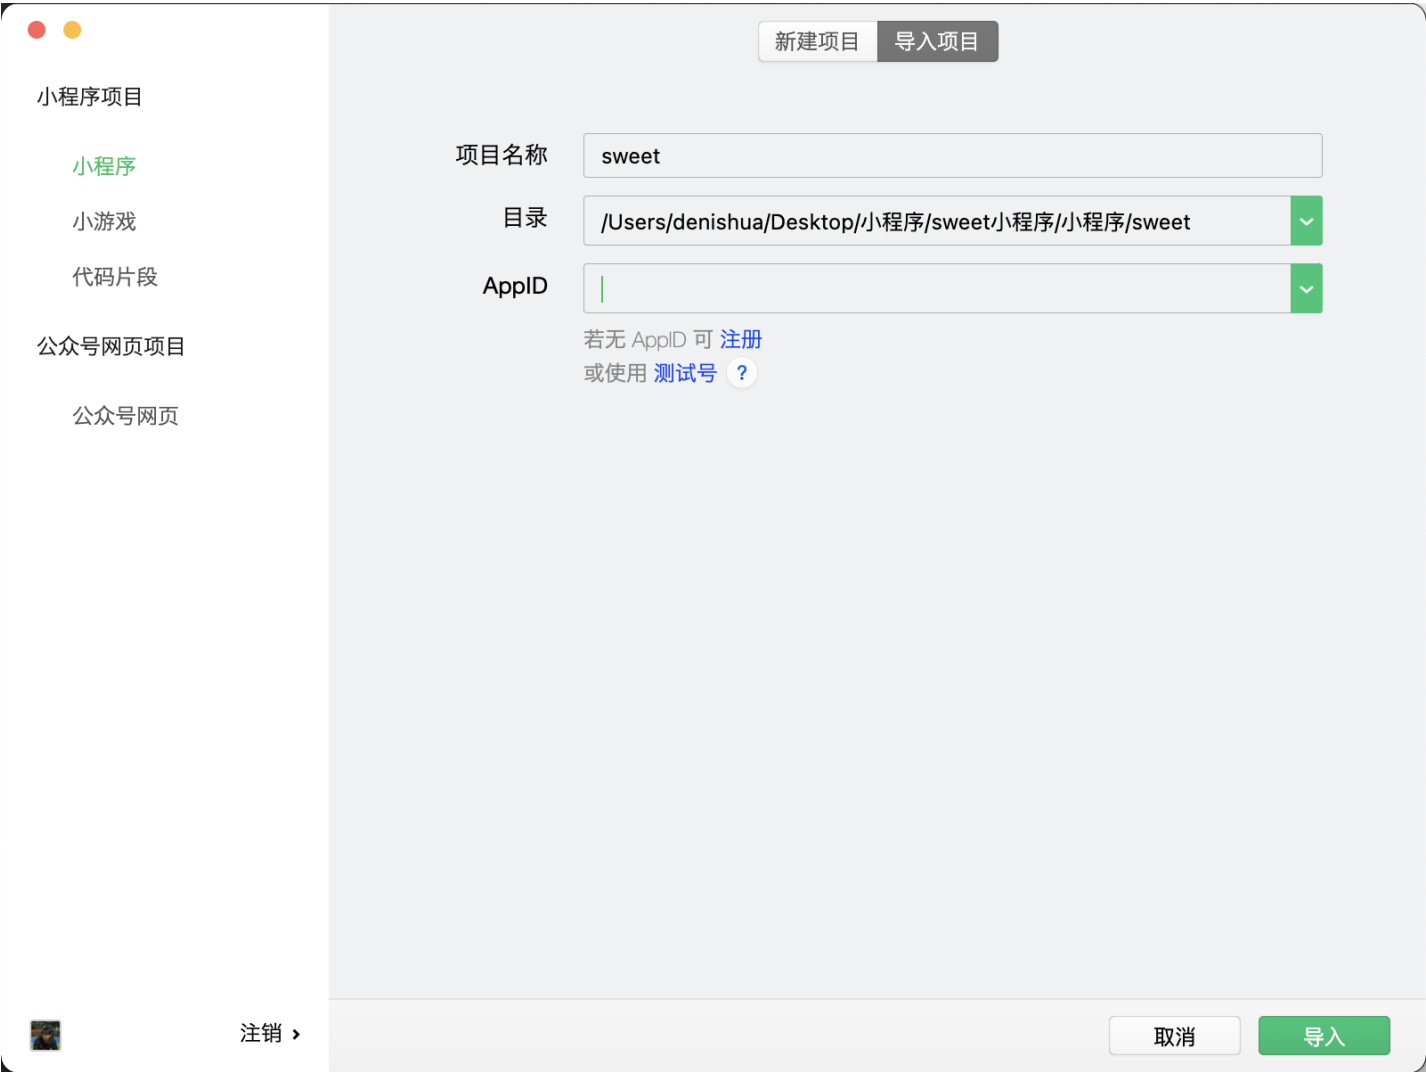 小程序项目
小程序
小游戏
代码片段
公众号网页项目
公众号网页
注销
新建项目 导入项目
项目名称 sweet
目录 /Users/denishua/Desktop/小程序/sweet小程序/小程序/sweet
AppID
若无 AppID 可 注册
或使用 测试号 ?
取消 导入